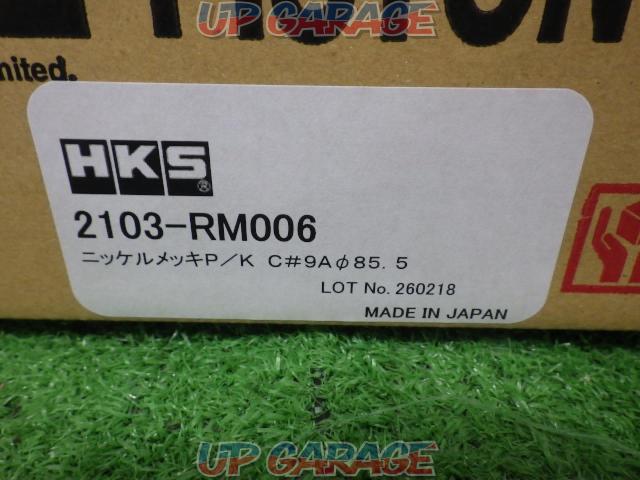 UP GARAGE
nited.
HKS®
2103-RM006
ニッケルメッキP／K C#9Aφ85.5
LOT No. 260218
MADE IN JAPAN
UP GARAGE